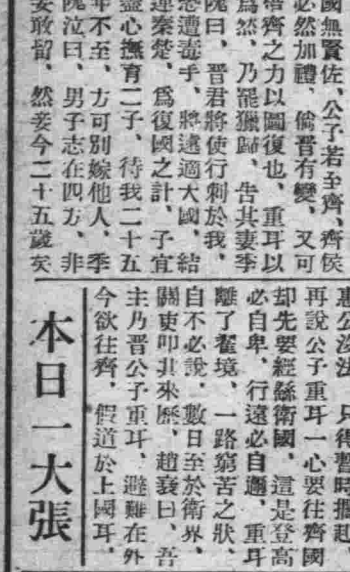 國無賢佐、公子若至齊、齊侯
必然加禮、倘晉有變、又可
借齊之力以圖復也、重耳以
爲然、乃罷獵歸、告其妻季
隗曰、晉君將使行刺於我、
恐遭毒手、將遠適大國、結
連秦楚、爲復國之計、子宜
盡心撫育二子、待我二十五
年不至、方可別嫁他人、季
隗泣曰、男子志在四方、非
妾敢留、然妾今二十五歲矣
惠公沒法、只得暫時擱起、
再說公子重耳一心要往齊國
却先要經繇衛國、這是登高
必自卑、行遠必自邇、重耳
離了翟境、一路窮苦之狀、
自不必說、數日至於衛界、
關吏叩其來歷、趙衰曰、吾
主乃晉公子重耳、避難在外
今欲往齊、假道於上國耳、
本日一大張